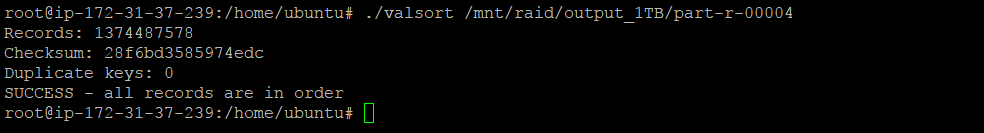 root@ip-172-31-37-239:/home/ubuntu# ./valsort /mnt/raid/output_1TB/part-r-00004
Records: 1374487578
Checksum: 28f6bd3585974edc
Duplicate keys: 0
SUCCESS - all records are in order
root@ip-172-31-37-239:/home/ubuntu#